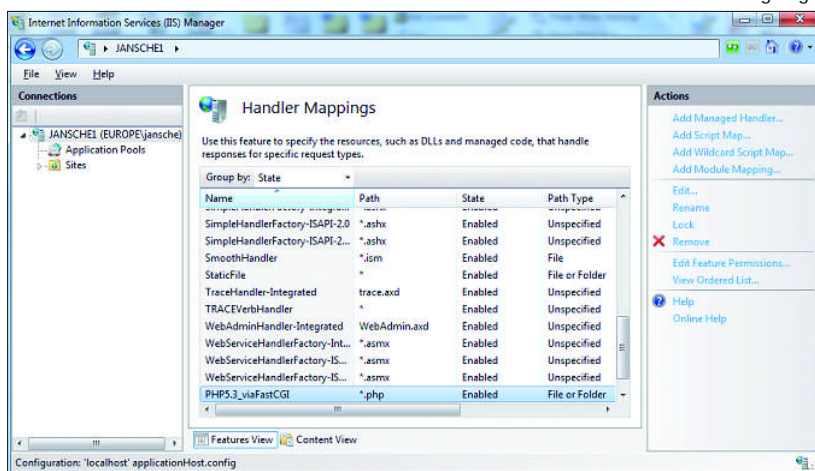 Internet Information Services (IIS) Manager
JANSCHE1
File View Help
Connections
JANSCHE1 (EUROPE\jansche)
Application Pools
Sites
Handler Mappings
Use this feature to specify the resources, such as DLLs and managed code, that handle
responses for specific request types.
Group by: State
Name Path State Path Type
SimpleHandlerFactory-ISAPI-2.0 *.ashx Enabled Unspecified
SimpleHandlerFactory-ISAPI-2... *.ashx Enabled Unspecified
SmoothHandler *.ism Enabled File
StaticFile * Enabled File or Folder
TraceHandler-Integrated trace.axd Enabled Unspecified
TRACEVerbHandler * Enabled Unspecified
WebAdminHandler-Integrated WebAdmin.axd Enabled Unspecified
WebServiceHandlerFactory-Int... *.asmx Enabled Unspecified
WebServiceHandlerFactory-IS... *.asmx Enabled Unspecified
WebServiceHandlerFactory-IS... *.asmx Enabled Unspecified
PHP5.3_viaFastCGI *.php Enabled File or Folder
Features View Content View
Actions
Add Managed Handler...
Add Script Map...
Add Wildcard Script Map...
Add Module Mapping...
Edit...
Rename
Lock
Remove
Edit Feature Permissions...
View Ordered List...
Help
Online Help
Configuration: 'localhost' applicationHost.config